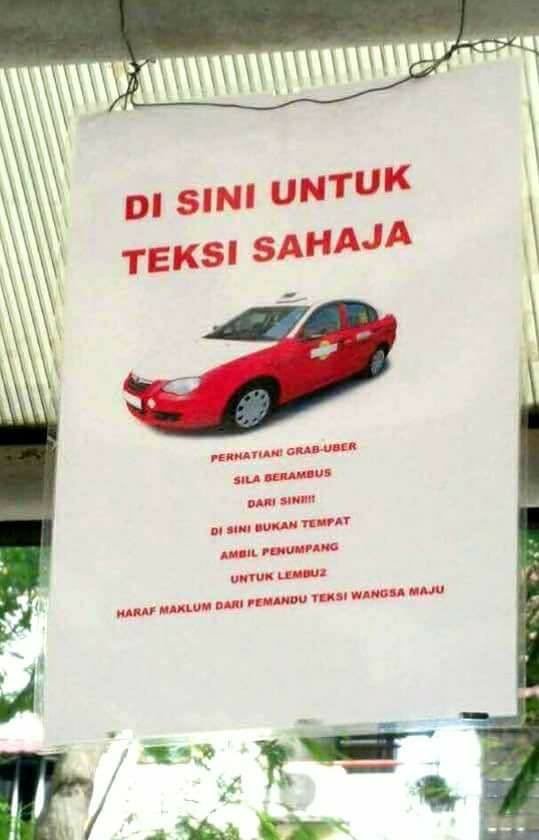 DI SINI UNTUK
TEKSI SAHAJA
PERHATIAN! GRAB-UBER
SILA BERAMBUS
DARI SINI!!!
DI SINI BUKAN TEMPAT
AMBIL PENUMPANG
UNTUK LEMBU2
HARAF MAKLUM DARI PEMANDU TEKSI WANGSA MAJU